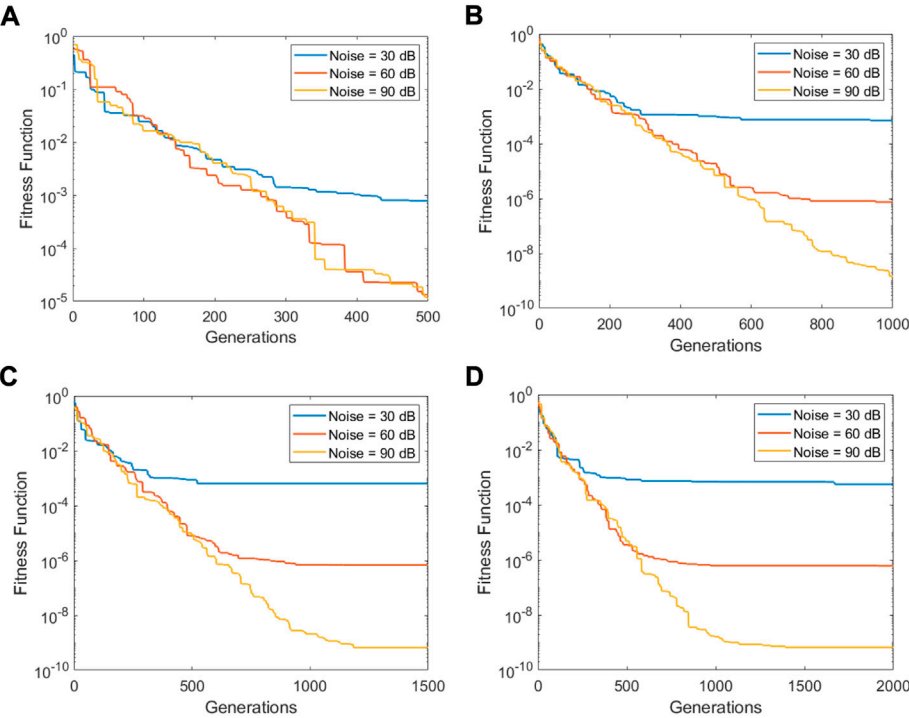 A
Fitness Function
10^0
10^-1
10^-2
10^-3
10^-4
10^-5
0
100
200
300
400
500
Generations
Noise = 30 dB
Noise = 60 dB
Noise = 90 dB
B
Fitness Function
10^0
10^-2
10^-4
10^-6
10^-8
10^-10
0
200
400
600
800
1000
Generations
Noise = 30 dB
Noise = 60 dB
Noise = 90 dB
C
Fitness Function
10^0
10^-2
10^-4
10^-6
10^-8
10^-10
0
500
1000
1500
Generations
Noise = 30 dB
Noise = 60 dB
Noise = 90 dB
D
Fitness Function
10^0
10^-2
10^-4
10^-6
10^-8
10^-10
0
500
1000
1500
2000
Generations
Noise = 30 dB
Noise = 60 dB
Noise = 90 dB